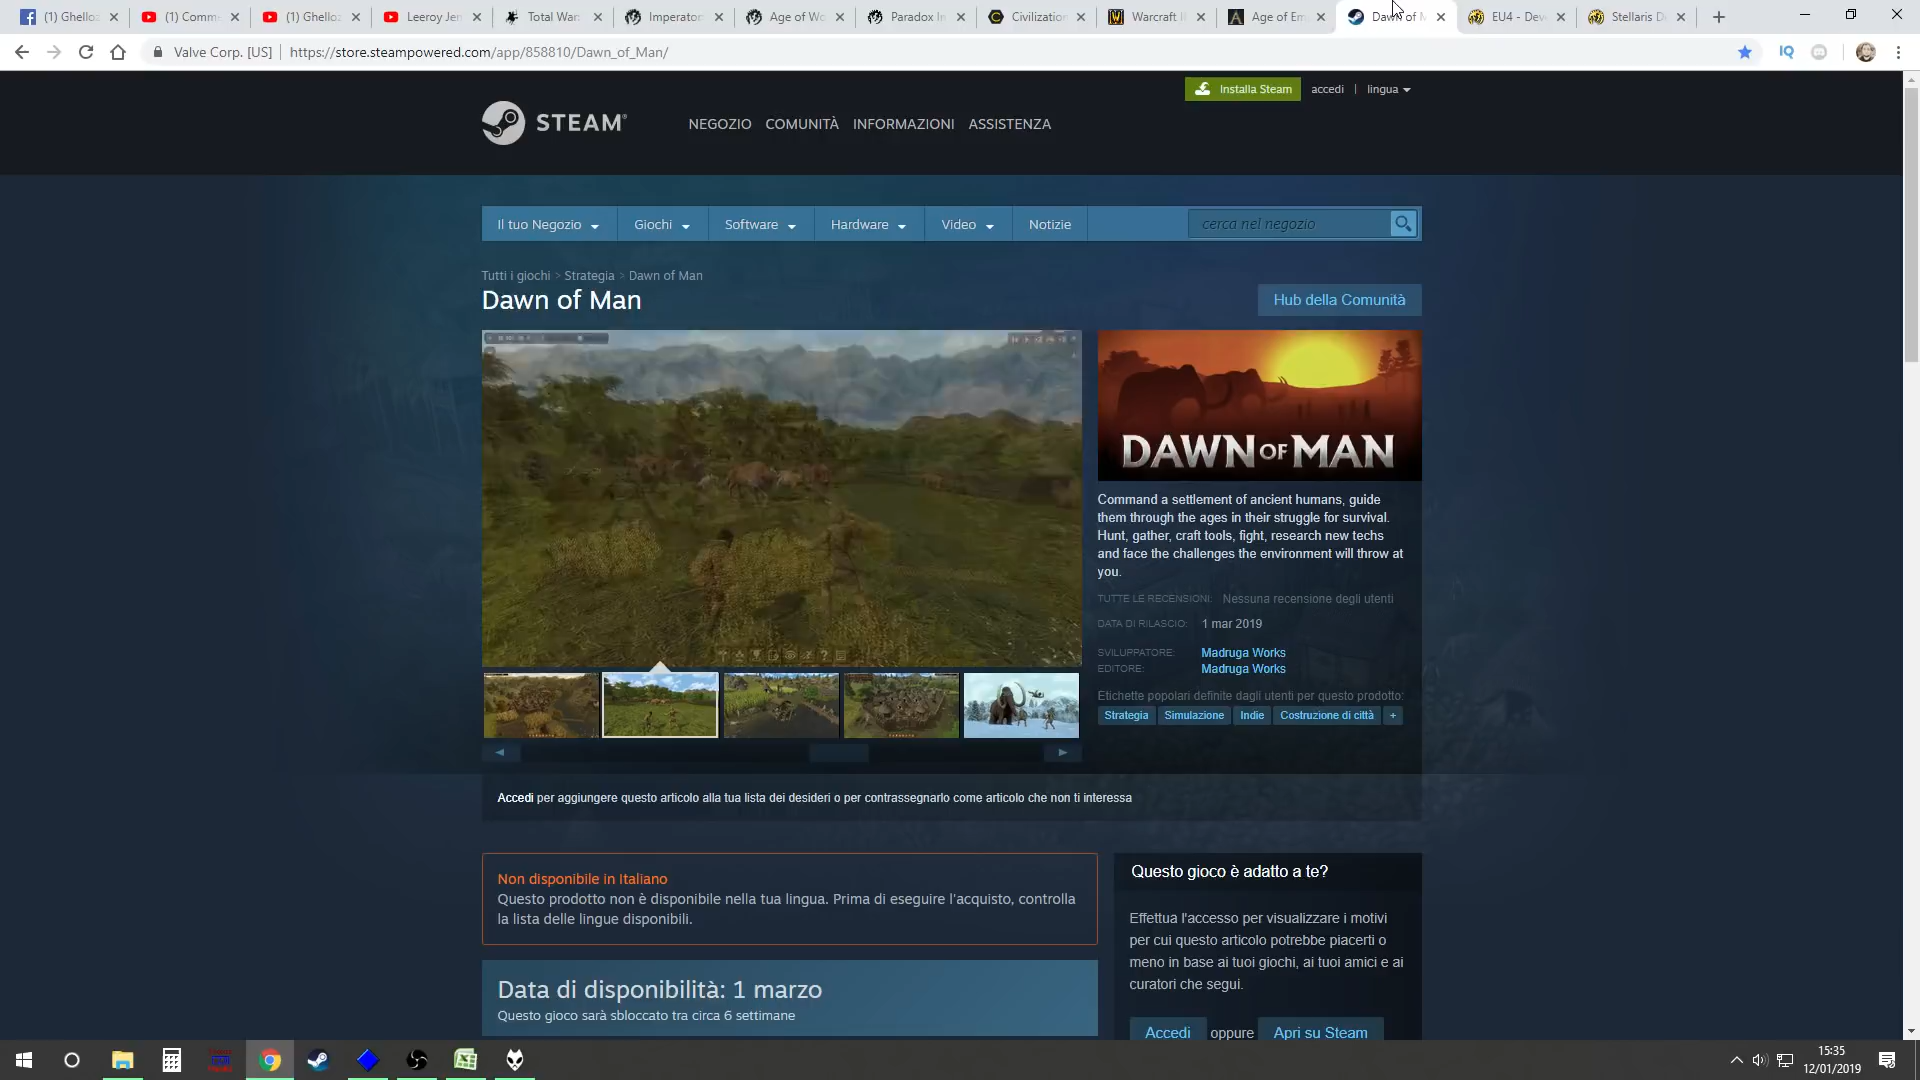 (1) Ghelloz
(1) Comme
(1) Ghelloz
Leeroy Jen
Total War:
Imperator
Age of Wo
Paradox In
Civilization
Warcraft II
Age of Em
Dawn of M
EU4 - Deve
Stellaris D
Valve Corp. [US]
https://store.steampowered.com/app/858810/Dawn_of_Man/
Installa Steam
accedi
|
lingua
STEAM
NEGOZIO
COMUNITÀ
INFORMAZIONI
ASSISTENZA
Il tuo Negozio
Giochi
Software
Hardware
Video
Notizie
cerca nel negozio
Tutti i giochi > Strategia > Dawn of Man
Dawn of Man
Hub della Comunità
DAWN OF MAN
Command a settlement of ancient humans, guide
them through the ages in their struggle for survival.
Hunt, gather, craft tools, fight, research new techs
and face the challenges the environment will throw at
you.
TUTTE LE RECENSIONI: Nessuna recensione degli utenti
DATA DI RILASCIO: 1 mar 2019
SVILUPPATORE: Madruga Works
EDITORE: Madruga Works
Etichette popolari definite dagli utenti per questo prodotto:
Strategia
Simulazione
Indie
Costruzione di città
+
Accedi per aggiungere questo articolo alla tua lista dei desideri o per contrassegnarlo come articolo che non ti interessa
Non disponibile in Italiano
Questo prodotto non è disponibile nella tua lingua. Prima di eseguire l'acquisto, controlla
la lista delle lingue disponibili.
Data di disponibilità: 1 marzo
Questo gioco sarà sbloccato tra circa 6 settimane
Questo gioco è adatto a te?
Effettua l'accesso per visualizzare i motivi
per cui questo articolo potrebbe piacerti o
meno in base ai tuoi giochi, ai tuoi amici e ai
curatori che segui.
Accedi oppure Apri su Steam
15:35
12/01/2019